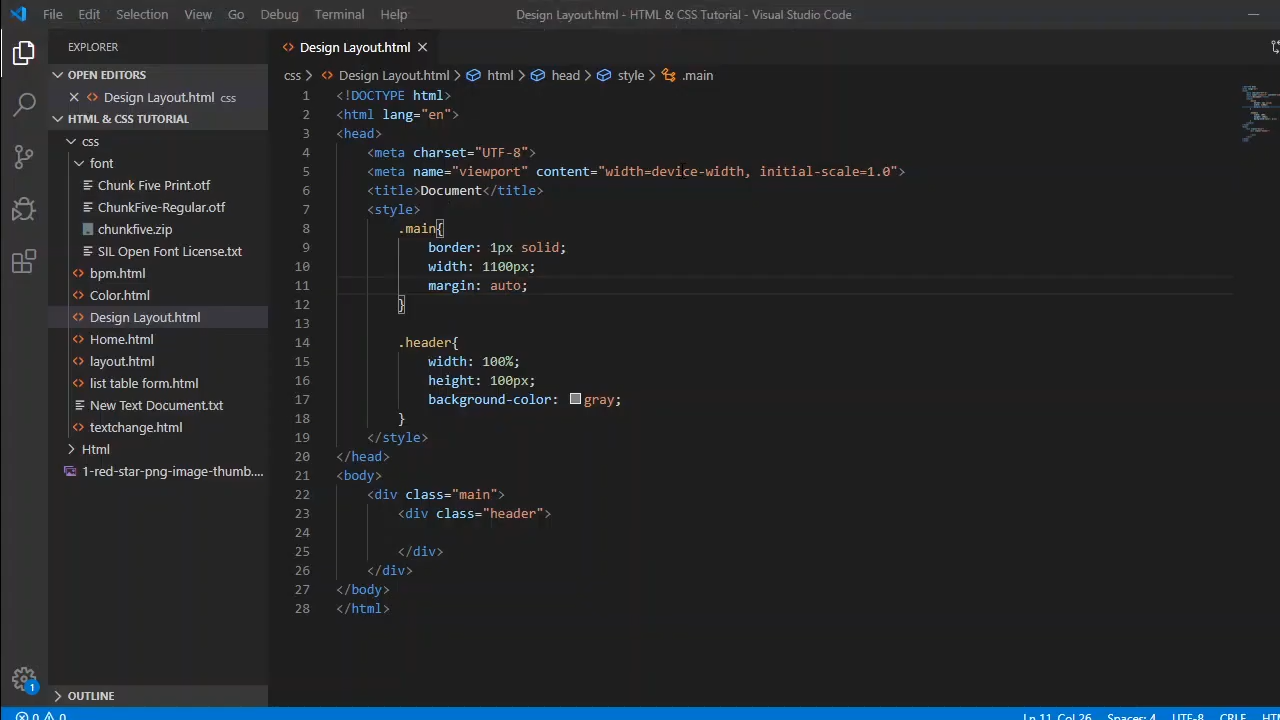 File Edit Selection View Go Debug Terminal Help Design Layout.html - HTML & CSS Tutorial - Visual Studio Code
EXPLORER
OPEN EDITORS
Design Layout.html css
HTML & CSS TUTORIAL
css
font
Chunk Five Print.otf
ChunkFive-Regular.otf
chunkfive.zip
SIL Open Font License.txt
bpm.html
Color.html
Design Layout.html
Home.html
layout.html
list table form.html
New Text Document.txt
textchange.html
Html
1-red-star-png-image-thumb....
OUTLINE
1
Design Layout.html
css > Design Layout.html > html > head > style > .main
1 <!DOCTYPE html>
2 <html lang="en">
3 <head>
4 <meta charset="UTF-8">
5 <meta name="viewport" content="width=device-width, initial-scale=1.0">
6 <title>Document</title>
7 <style>
8 .main{
9 border: 1px solid;
10 width: 1100px;
11 margin: auto;
12 }
13
14 .header{
15 width: 100%;
16 height: 100px;
17 background-color: gray;
18 }
19 </style>
20 </head>
21 <body>
22 <div class="main">
23 <div class="header">
24
25 </div>
26 </div>
27 </body>
28 </html>
0 0 Ln 11, Col 26 Spaces: 4 UTF-8 CRLF